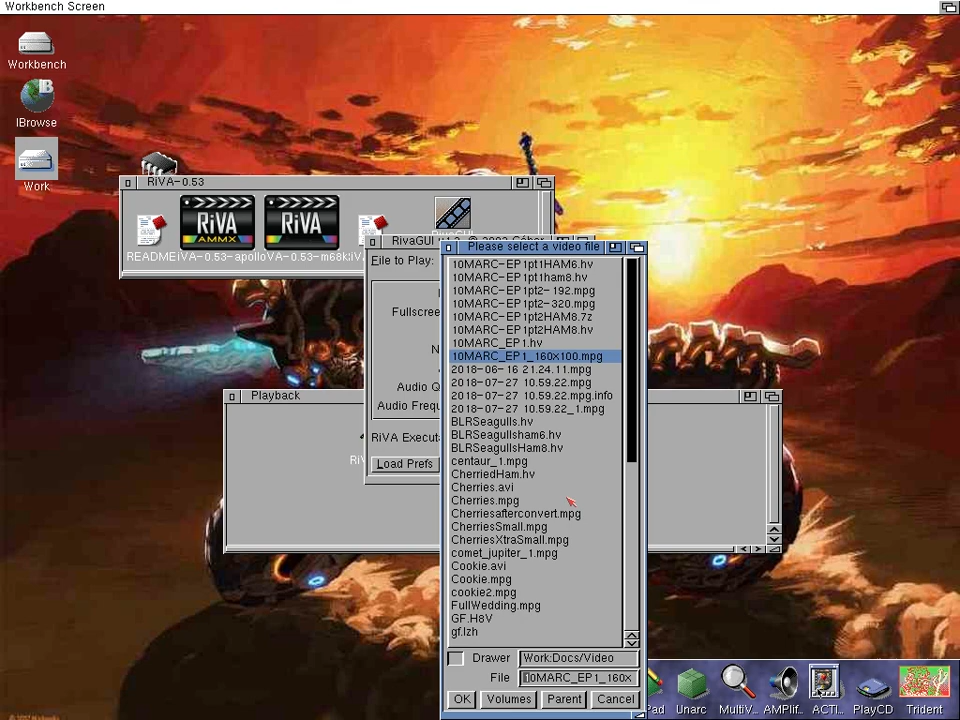 Workbench Screen
Workbench
IBrowse
Work
RiVA-0.53
RiVA
AMMX
RiVA
README
iVA-0.53-apollo
VA-0.53-m68k
RivaGUI
File to Play:
Fullscree
Audio Q
Audio Frequ
RiVA Execut
Load Prefs
Playback
Please select a video file
10MARC-EP1pt1HAM6.hv
10MARC-EP1pt1ham8.hv
10MARC-EP1pt2-192.mpg
10MARC-EP1pt2-320.mpg
10MARC-EP1pt2HAM8.7z
10MARC-EP1pt2HAM8.hv
10MARC_EP1.hv
10MARC_EP1_160x100.mpg
2018-06-16 21.24.11.mpg
2018-07-27 10.59.22.mpg
2018-07-27 10.59.22.mpg.info
2018-07-27 10.59.22_1.mpg
BLRSeagulls.hv
BLRSeagullsham6.hv
BLRSeagullsHam8.hv
centaur_1.mpg
CherriedHam.hv
Cherries.avi
Cherries.mpg
Cherriesafterconvert.mpg
CherriesSmall.mpg
CherriesXtraSmall.mpg
comet_jupiter_1.mpg
Cookie.avi
Cookie.mpg
cookie2.mpg
FullWedding.mpg
GF.H8V
gf.lzh
Drawer Work:Docs/Video
File 10MARC_EP1_160x
OK Volumes Parent Cancel
Pad Unarc MultiV... AMPlif... ACTI... PlayCD Trident